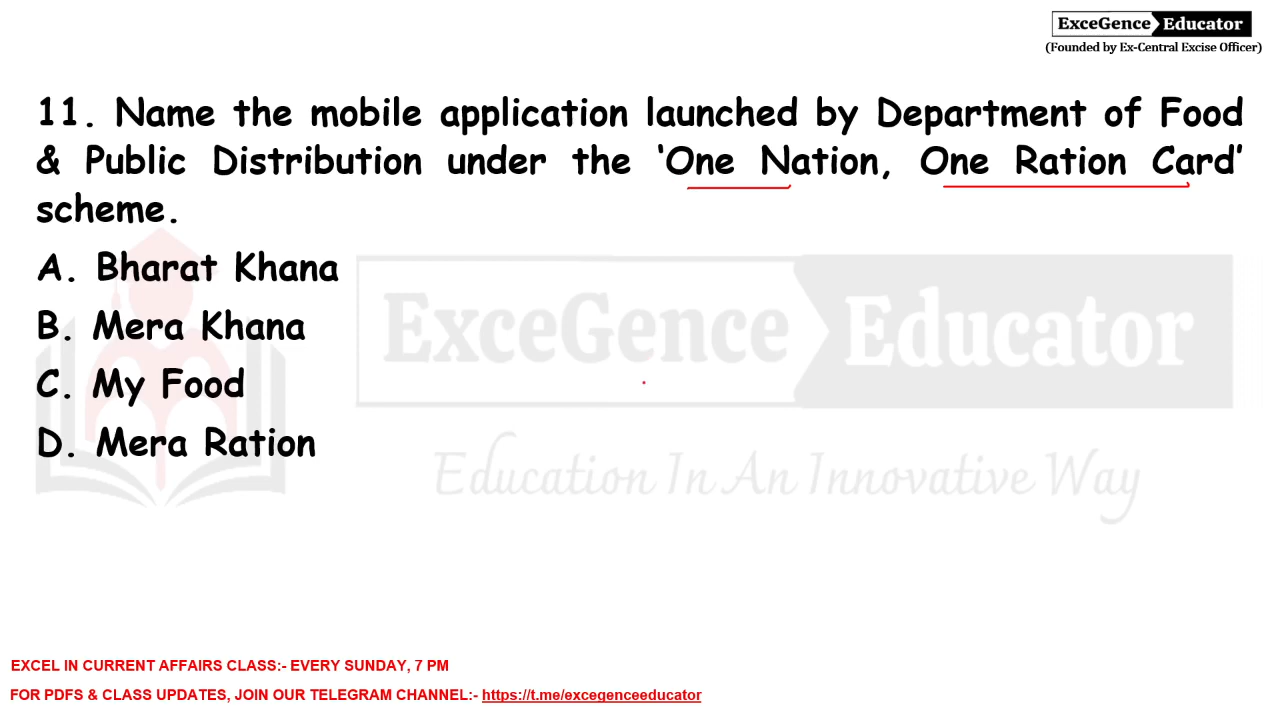 ExceGence Educator
(Founded by Ex-Central Excise Officer)
11. Name the mobile application launched by Department of Food
& Public Distribution under the ‘One Nation, One Ration Card’
scheme.
A. Bharat Khana
B. Mera Khana
C. My Food
D. Mera Ration
ExceGence Educator
Education In An Innovative Way
EXCEL IN CURRENT AFFAIRS CLASS:- EVERY SUNDAY, 7 PM
FOR PDFS & CLASS UPDATES, JOIN OUR TELEGRAM CHANNEL:- https://t.me/excegenceeducator